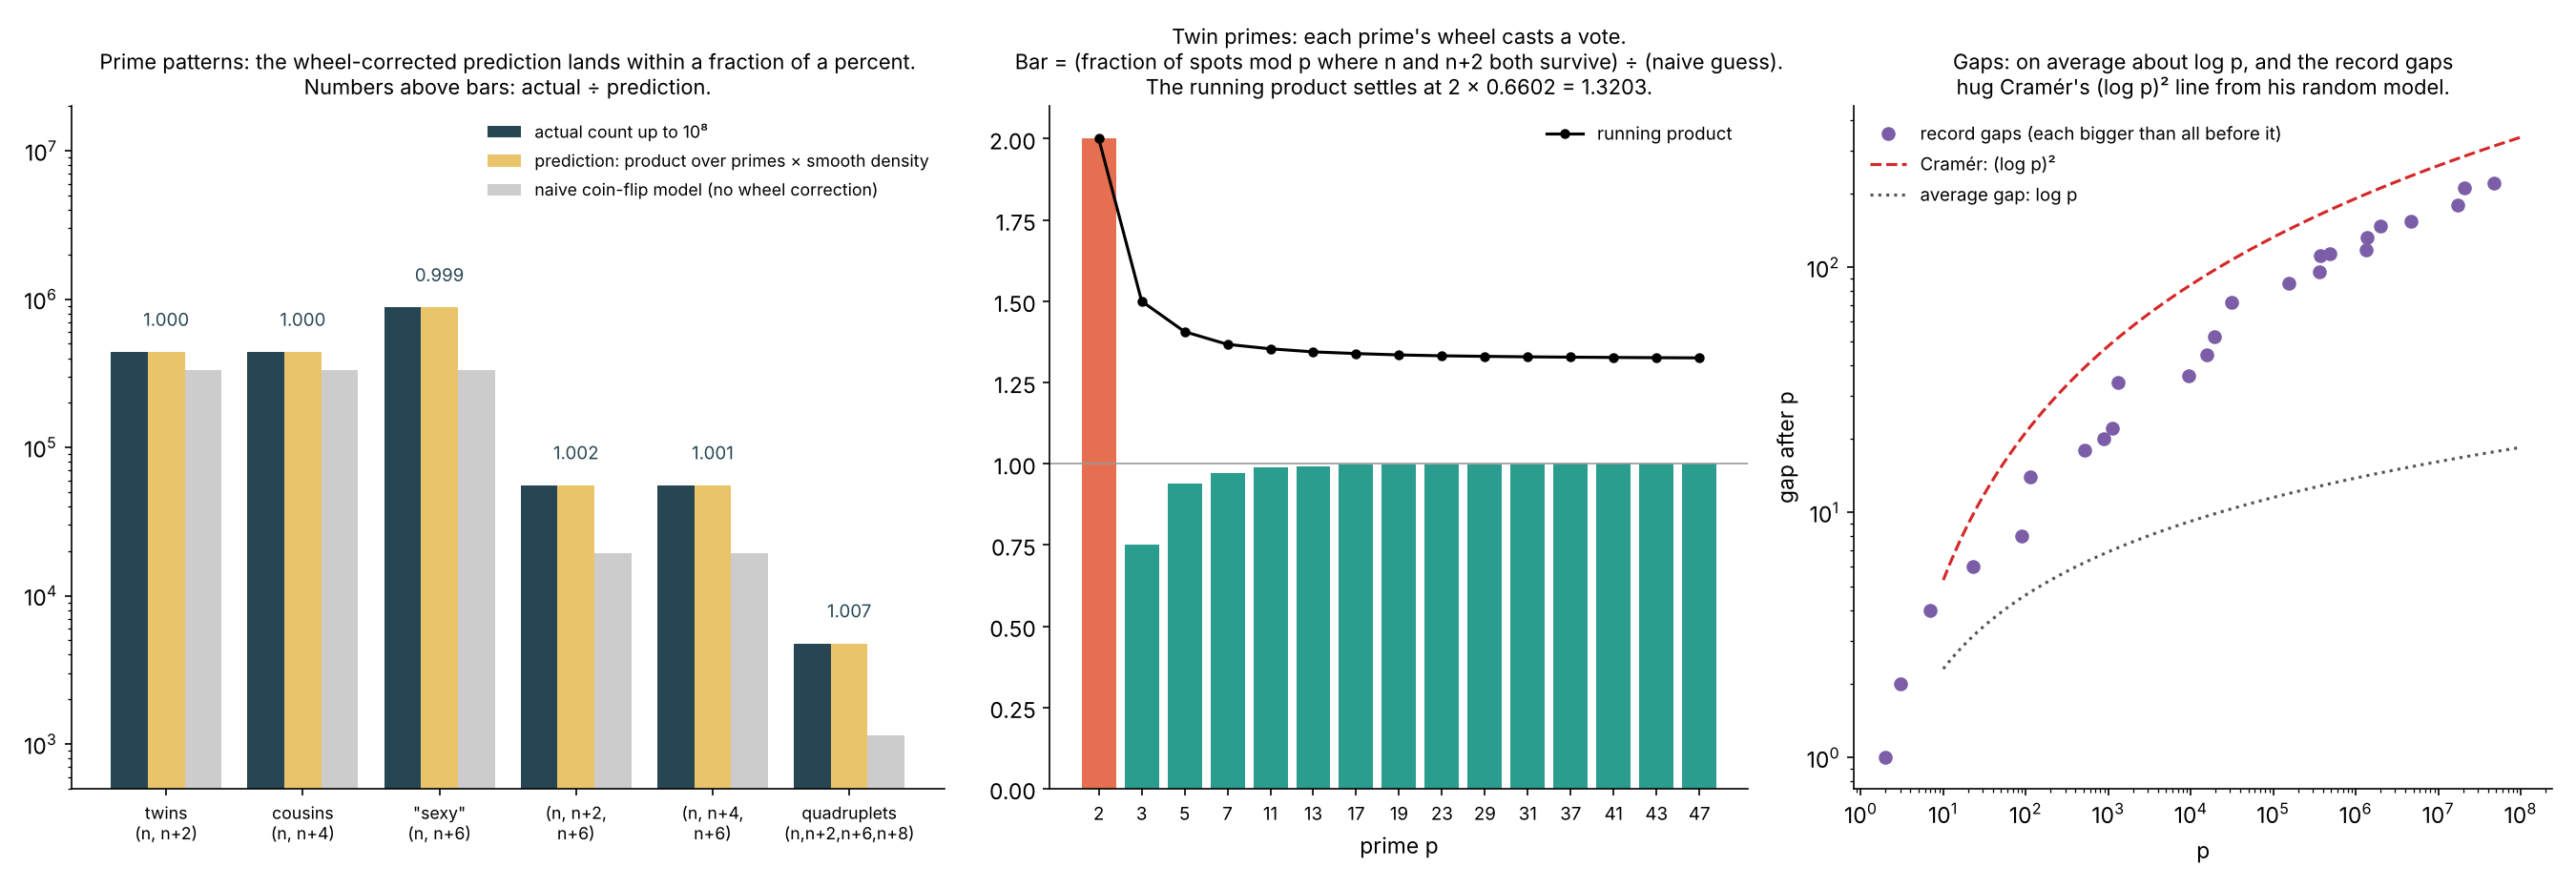 Prime patterns: the wheel-corrected prediction lands within a fraction of a percent.
Numbers above bars: actual ÷ prediction.
actual count up to 10⁸
prediction: product over primes × smooth density
naive coin-flip model (no wheel correction)
10⁷
10⁶
10⁵
10⁴
10³
1.000
1.000
0.999
1.002
1.001
1.007
twins
(n, n+2)
cousins
(n, n+4)
"sexy"
(n, n+6)
(n, n+2,
n+6)
(n, n+4,
n+6)
quadruplets
(n,n+2,n+6,n+8)
Twin primes: each prime's wheel casts a vote.
Bar = (fraction of spots mod p where n and n+2 both survive) ÷ (naive guess).
The running product settles at 2 × 0.6602 = 1.3203.
running product
2.00
1.75
1.50
1.25
1.00
0.75
0.50
0.25
0.00
2 3 5 7 11 13 17 19 23 29 31 37 41 43 47
prime p
Gaps: on average about log p, and the record gaps
hug Cramér's (log p)² line from his random model.
record gaps (each bigger than all before it)
Cramér: (log p)²
average gap: log p
gap after p
10²
10¹
10⁰
10⁰ 10¹ 10² 10³ 10⁴ 10⁵ 10⁶ 10⁷ 10⁸
p